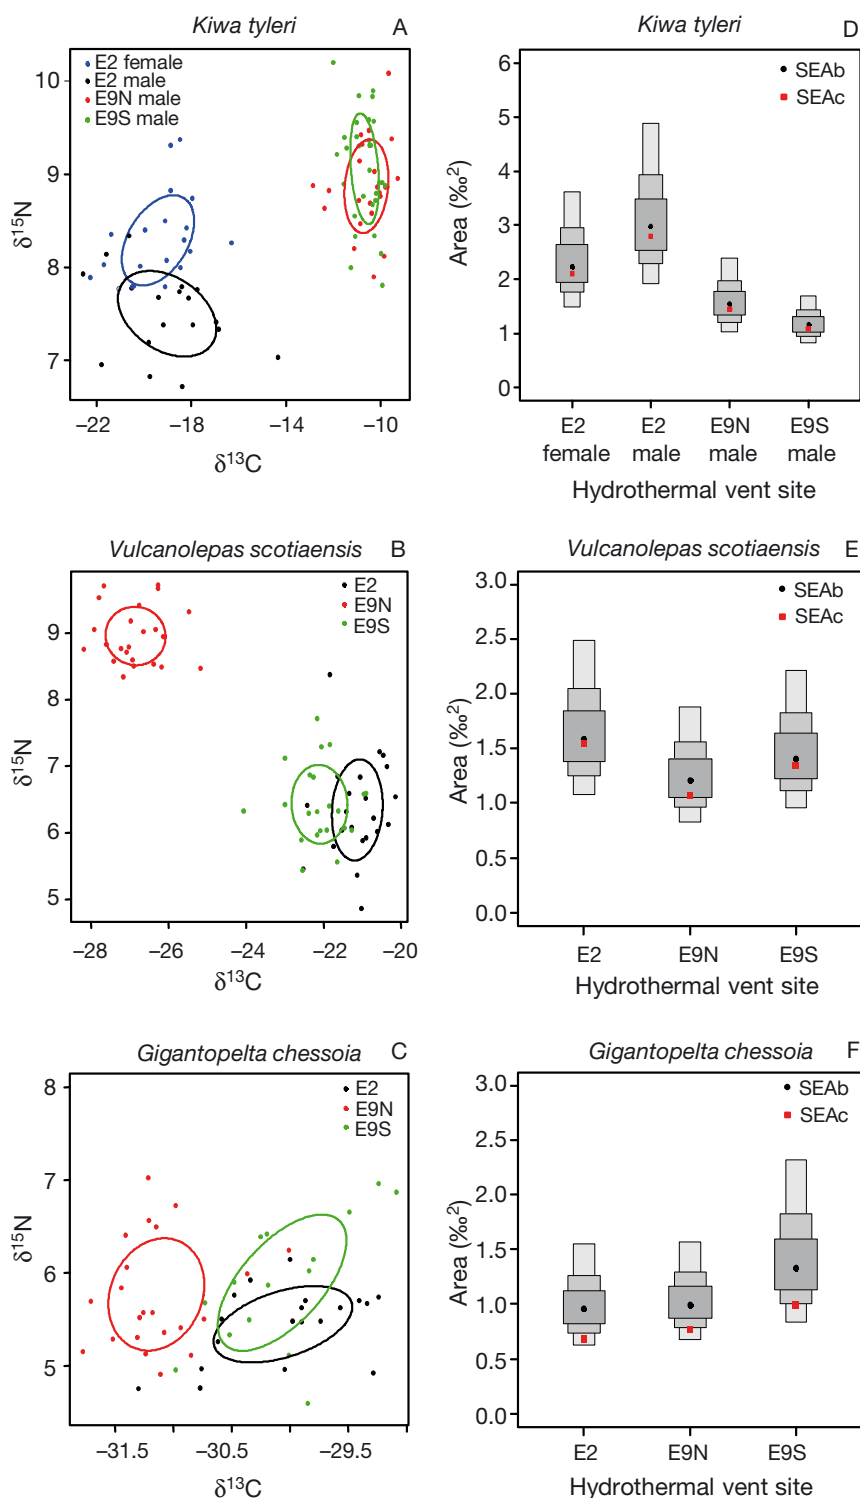 Kiwa tyleri
A
E2 female
E2 male
E9N male
E9S male
10
9
8
7
δ15N
−22
−18
−14
−10
δ13C
Kiwa tyleri
D
SEAb
SEAc
6
5
4
3
2
1
0
Area (‰²)
E2 female
E2 male
E9N male
E9S male
Hydrothermal vent site
Vulcanolepas scotiaensis
B
E2
E9N
E9S
9
8
7
6
5
δ15N
−28
−26
−24
−22
−20
δ13C
Vulcanolepas scotiaensis
E
SEAb
SEAc
3.0
2.5
2.0
1.5
1.0
0.5
0.0
Area (‰²)
E2
E9N
E9S
Hydrothermal vent site
Gigantopelta chessoia
C
E2
E9N
E9S
8
7
6
5
δ15N
−31.5
−30.5
−29.5
δ13C
Gigantopelta chessoia
F
SEAb
SEAc
3.0
2.5
2.0
1.5
1.0
0.5
0.0
Area (‰²)
E2
E9N
E9S
Hydrothermal vent site